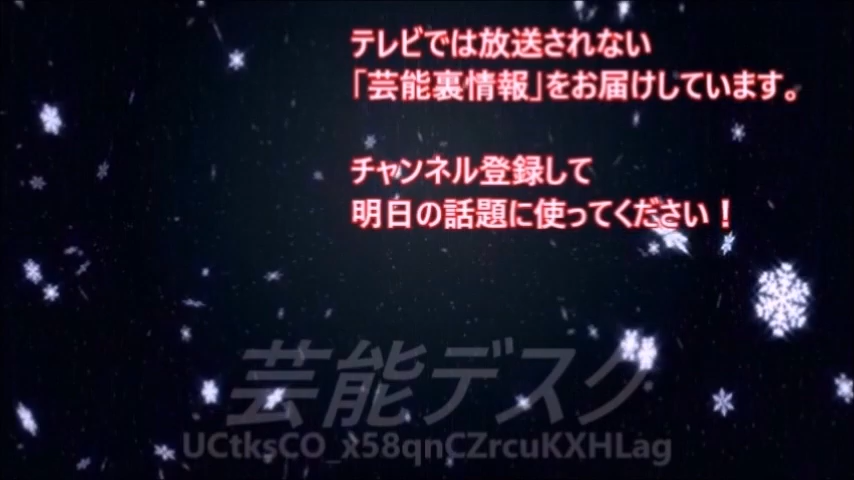 テレビでは放送されない
「芸能裏情報」をお届けしています。
チャンネル登録して
明日の話題に使ってください！
芸能デスク
UCtksCO_x58qnCZrcuKXHLag